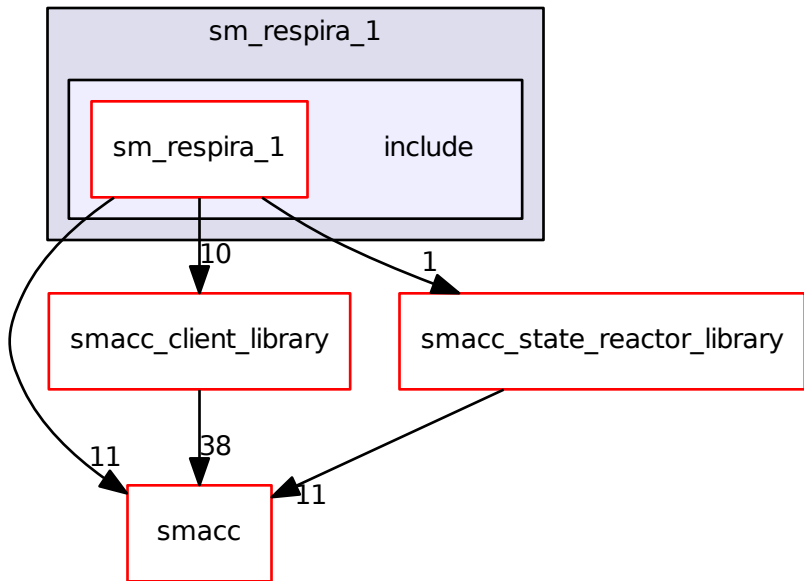 sm_respira_1
sm_respira_1
include
10
1
smacc_client_library
smacc_state_reactor_library
11
38
11
smacc